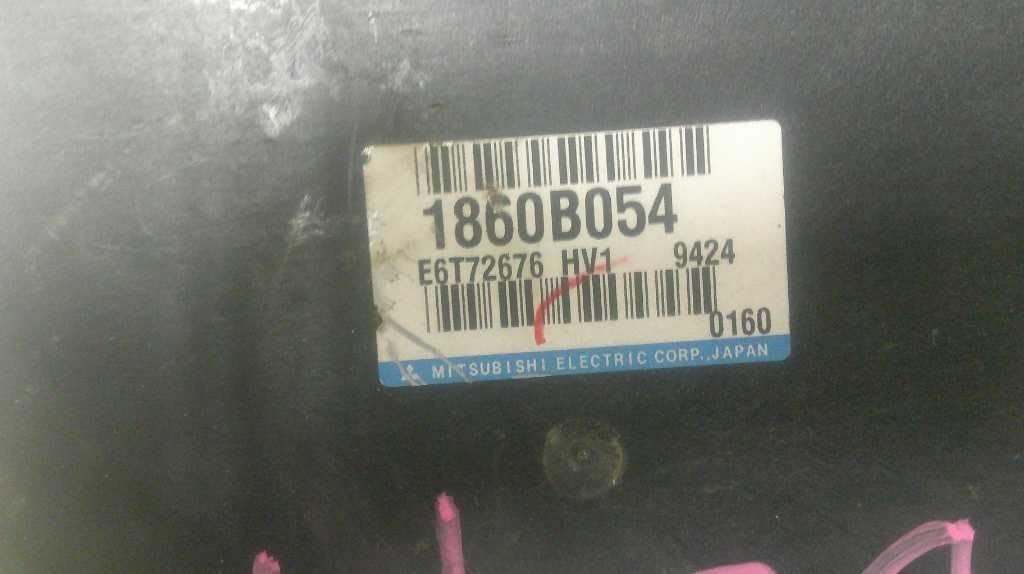 1860B054
E6T72676 HV1 9424
0160
MITSUBISHI ELECTRIC CORP., JAPAN